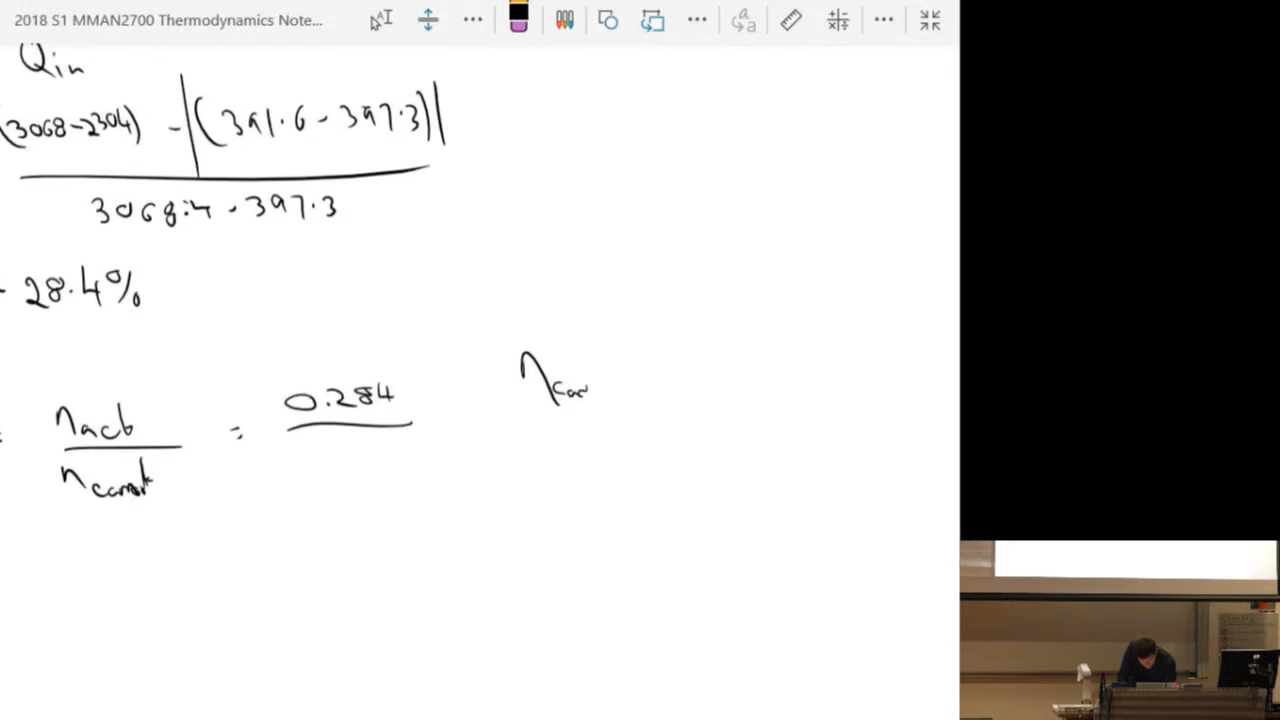 2018 S1 MMAN2700 Thermodynamics Note...
Qin
(3068-2304) - |(391.6 - 397.3)|
3068.4 - 397.3
- 28.4%
= ηact = 0.284
ηcarnot
ηcar